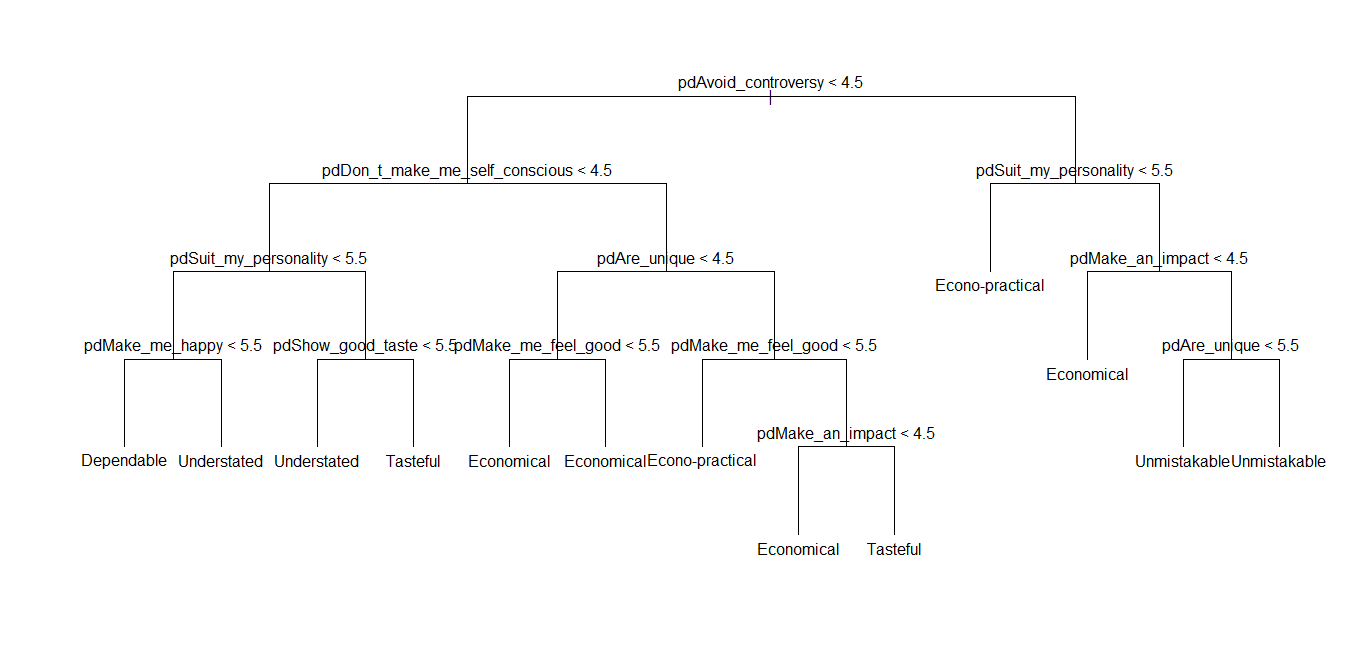 pdAvoid_controversy < 4.5
pdDon_t_make_me_self_conscious < 4.5
pdSuit_my_personality < 5.5
pdSuit_my_personality < 5.5
pdAre_unique < 4.5
pdMake_an_impact < 4.5
Econo-practical
pdMake_me_happy < 5.5
pdShow_good_taste < 5.5
pdMake_me_feel_good < 5.5
pdMake_me_feel_good < 5.5
pdAre_unique < 5.5
Economical
pdMake_an_impact < 4.5
Dependable
Understated
Understated
Tasteful
Economical
Economical
Econo-practical
Unmistakable
Unmistakable
Economical
Tasteful